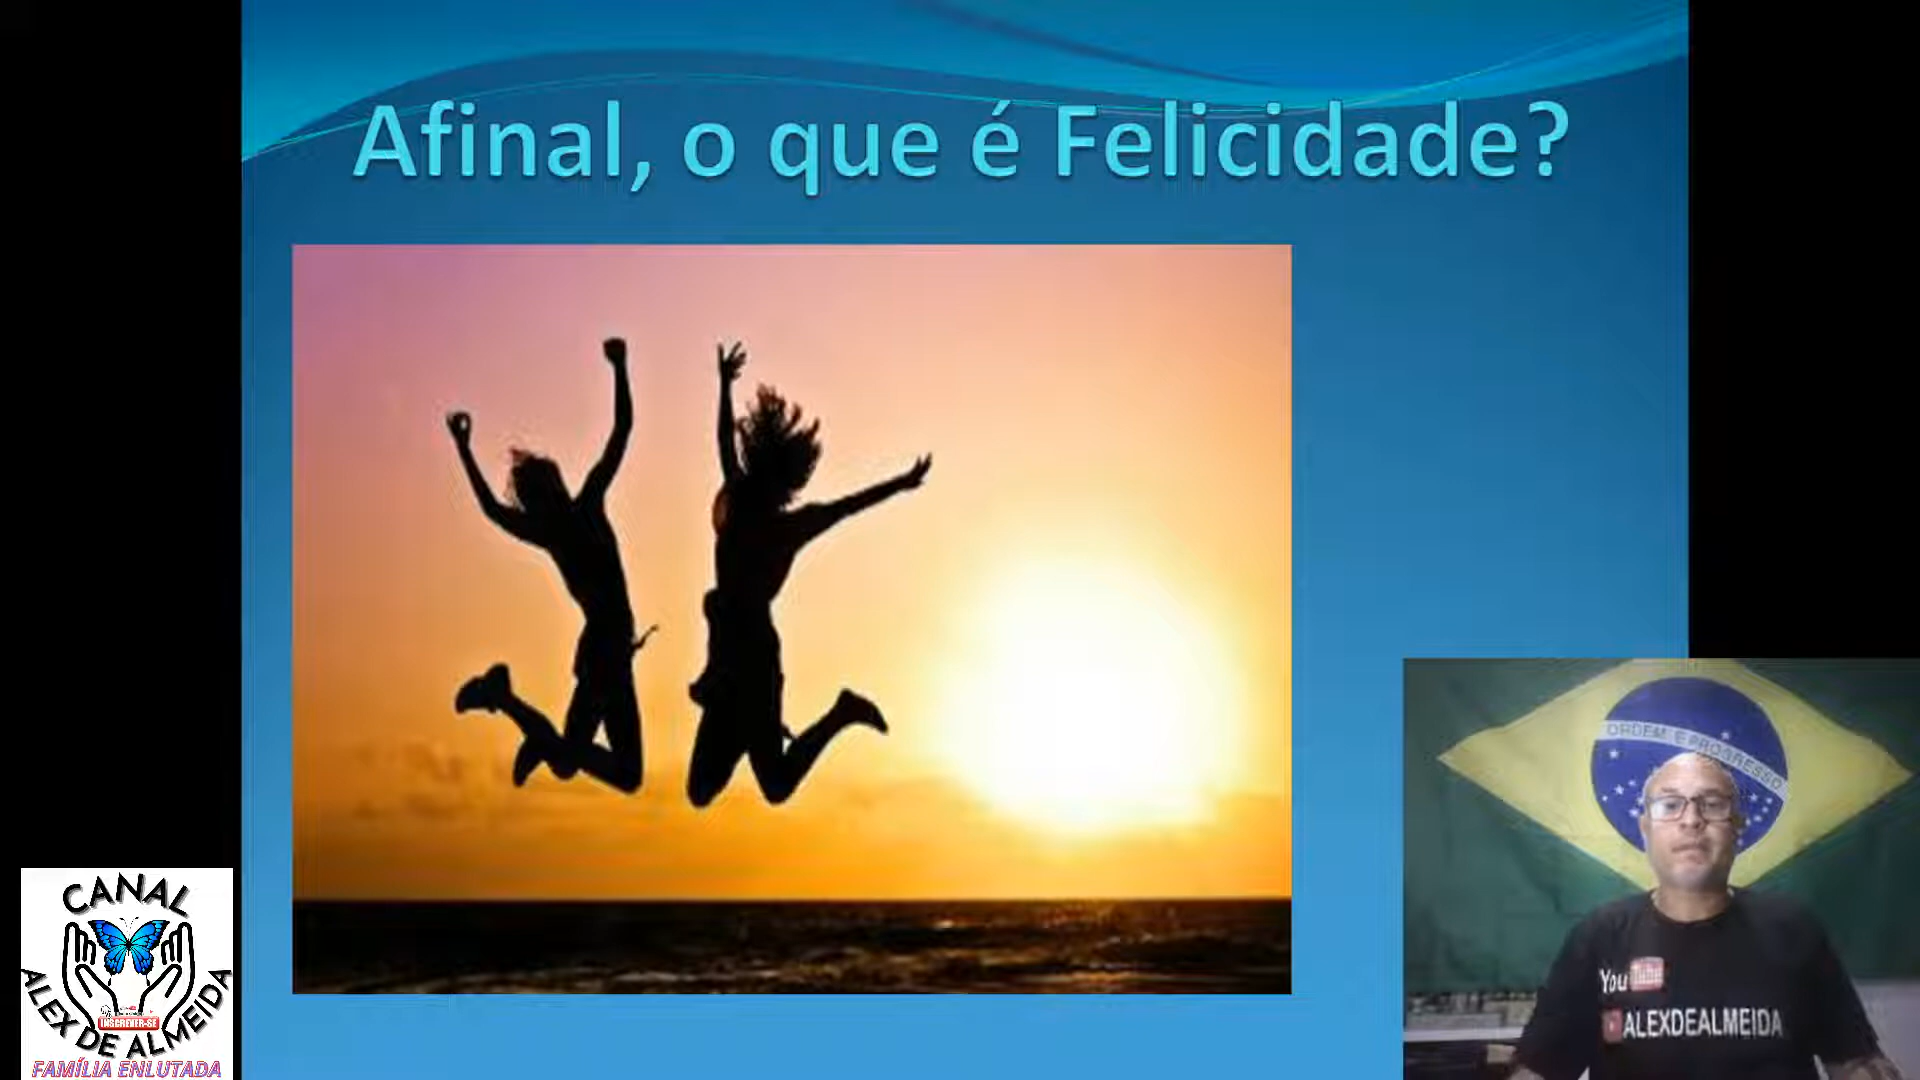 Afinal, o que é Felicidade?
ORDEM E PROGRESSO
YouTube
ALEXDEALMEIDA
CANAL
ALEX DE ALMEIDA
INSCREVER-SE
FAMÍLIA ENLUTADA